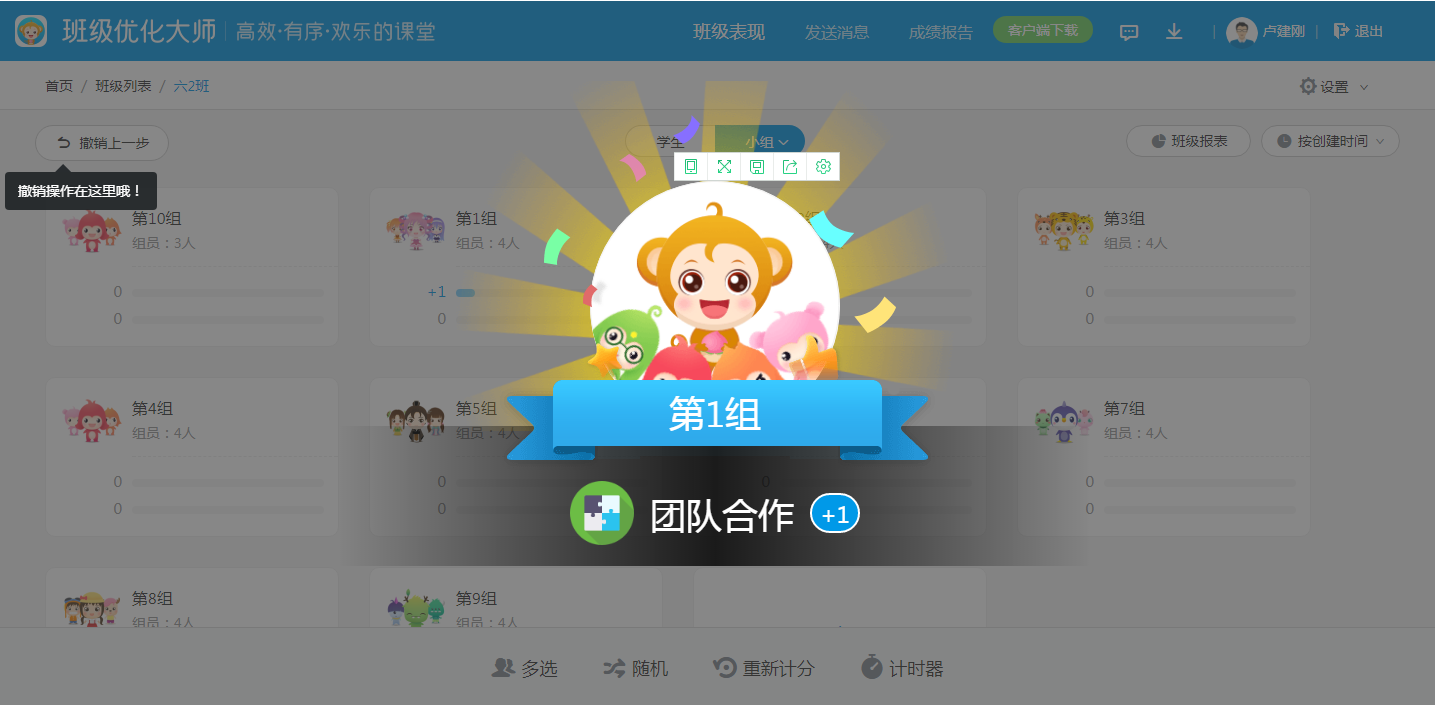 班级优化大师 高效·有序·欢乐的课堂 班级表现 发送消息 成绩报告 客户端下载 卢建刚 退出
首页 / 班级列表 / 六2班 设置
撤销上一步 学生 小组 班级报表 按创建时间
撤销操作在这里哦！
第10组
组员：3人
0
0
第1组
组员：4人
+1
0
第3组
组员：4人
0
0
第4组
组员：4人
0
0
第5组
组员：4人
0
0
0
第7组
组员：4人
0
0
第1组
团队合作 +1
第8组
组员：4人
第9组
组员：4人
多选 随机 重新计分 计时器